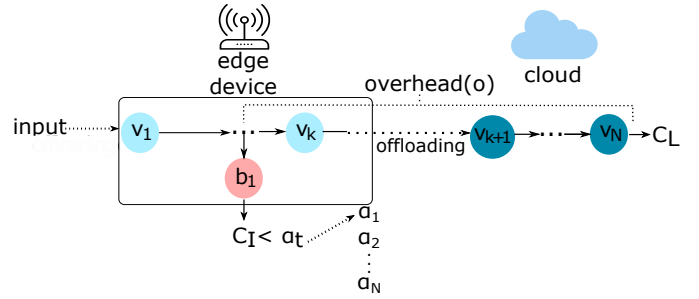 edge
device
cloud
overhead(o)
input
v1
...
vk
offloading
vk+1
...
vN
CL
b1
CI< αt
α1
α2
αN